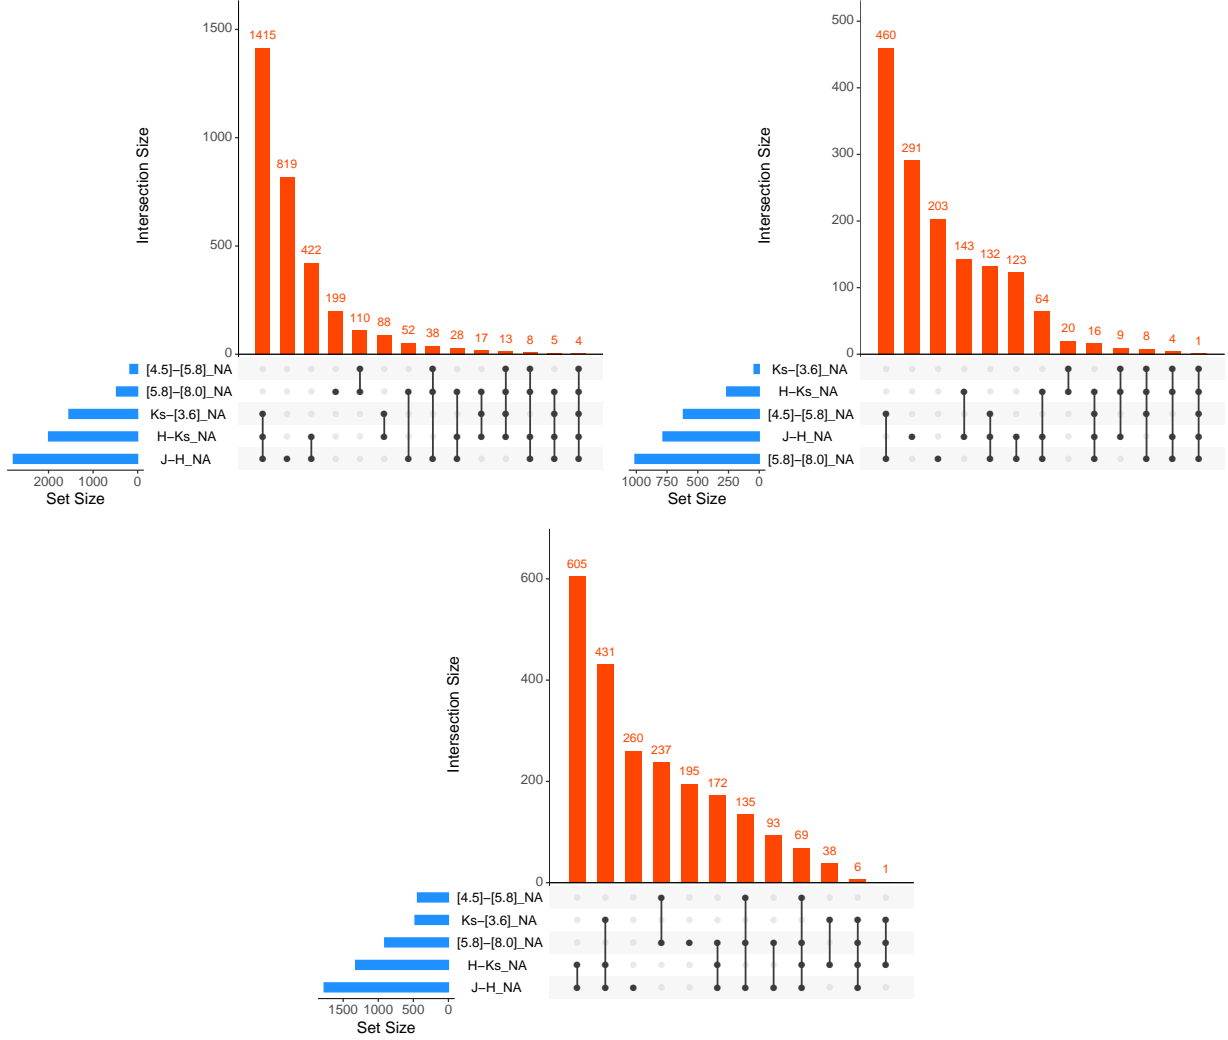 1500
1000
500
0
Intersection Size
1415
819
422
199
110
88
52
38
28
17
13
8
5
4
[4.5]−[5.8]_NA
[5.8]−[8.0]_NA
Ks−[3.6]_NA
H−Ks_NA
J−H_NA
2000 1000 0
Set Size
500
400
300
200
100
0
Intersection Size
460
291
203
143
132
123
64
20
16
9
8
4
1
Ks−[3.6]_NA
H−Ks_NA
[4.5]−[5.8]_NA
J−H_NA
[5.8]−[8.0]_NA
1000 750 500 250 0
Set Size
600
400
200
0
Intersection Size
605
431
260
237
195
172
135
93
69
38
6
1
[4.5]−[5.8]_NA
Ks−[3.6]_NA
[5.8]−[8.0]_NA
H−Ks_NA
J−H_NA
1500 1000 500 0
Set Size